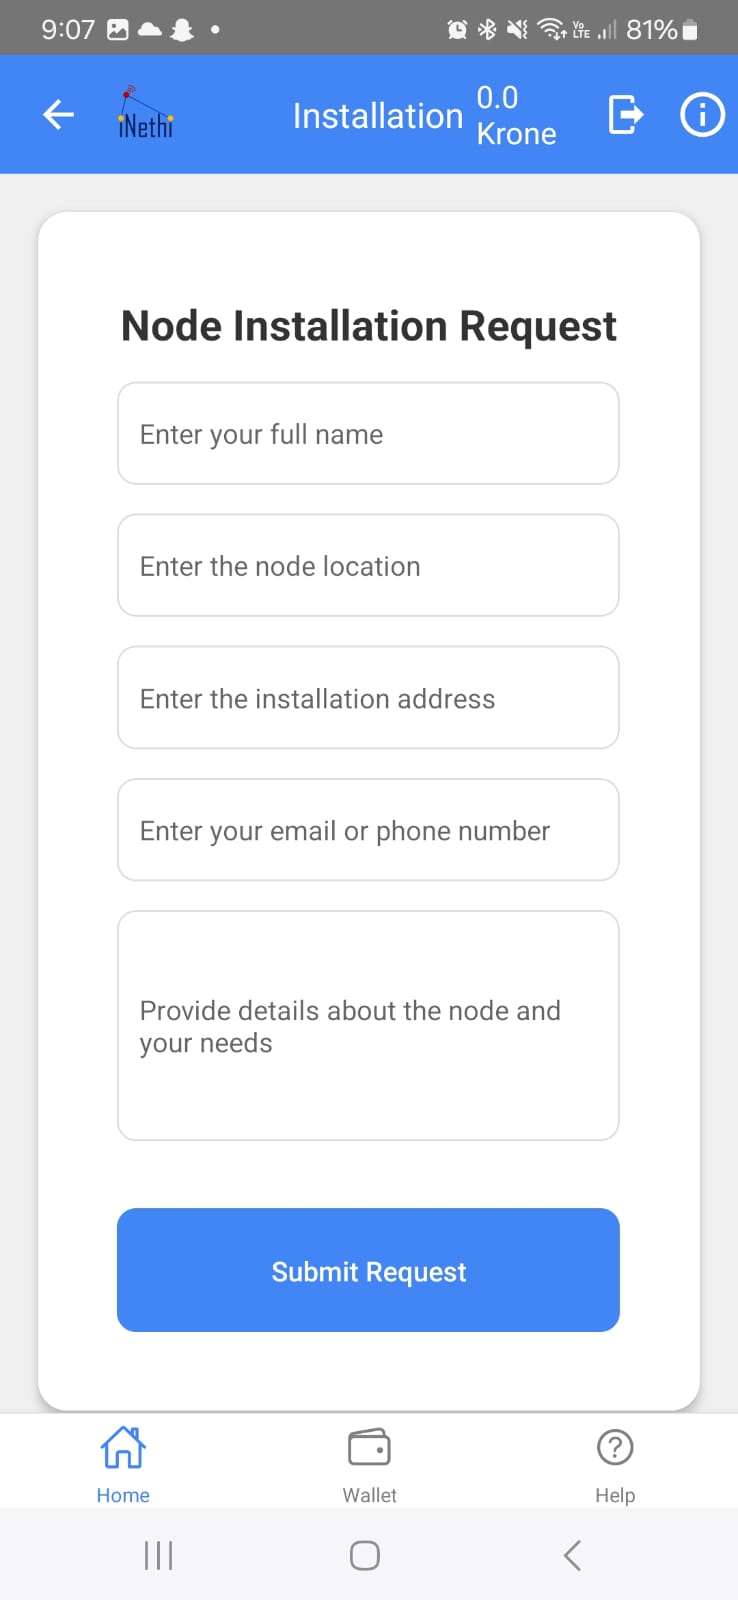 9:07
Vo
LTE
81%
iNethi
Installation
0.0
Krone
Node Installation Request
Enter your full name
Enter the node location
Enter the installation address
Enter your email or phone number
Provide details about the node and
your needs
Submit Request
Home
Wallet
Help